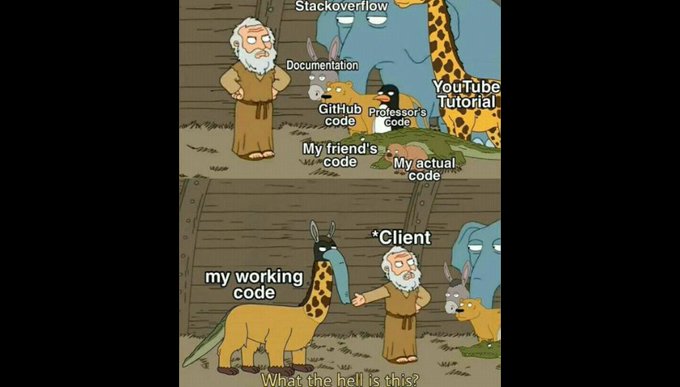 Stackoverflow
Documentation
YouTube
Tutorial
GitHub
code
Professor's
code
My friend's
code
My actual
code
*Client
my working
code
What the hell is this?